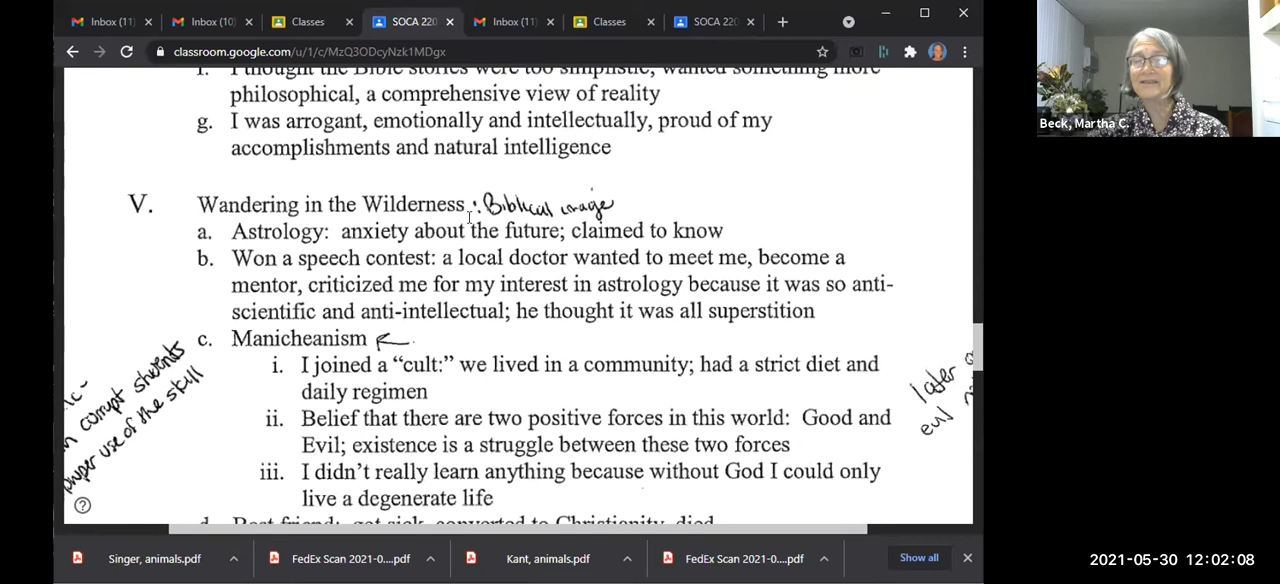 Inbox (11)
Inbox (10)
Classes
SOCA 220
Inbox (11)
Classes
SOCA 220
classroom.google.com/u/1/c/MzQ3ODcyNzk1MDgx
f. I thought the Bible stories were too simplistic, wanted something more
philosophical, a comprehensive view of reality
g. I was arrogant, emotionally and intellectually, proud of my
accomplishments and natural intelligence
V. Wandering in the Wilderness : Biblical image
a. Astrology: anxiety about the future; claimed to know
b. Won a speech contest: a local doctor wanted to meet me, become a
mentor, criticized me for my interest in astrology because it was so anti-
scientific and anti-intellectual; he thought it was all superstition
c. Manicheanism
i. I joined a “cult:” we lived in a community; had a strict diet and
daily regimen
ii. Belief that there are two positive forces in this world: Good and
Evil; existence is a struggle between these two forces
iii. I didn’t really learn anything because without God I could only
live a degenerate life
d. Best friend: got sick, converted to Christianity, died
corrupt students
use of the skill
later
evil
Beck, Martha C.
Singer, animals.pdf
FedEx Scan 2021-0....pdf
Kant, animals.pdf
FedEx Scan 2021-0....pdf
Show all
2021-05-30 12:02:08